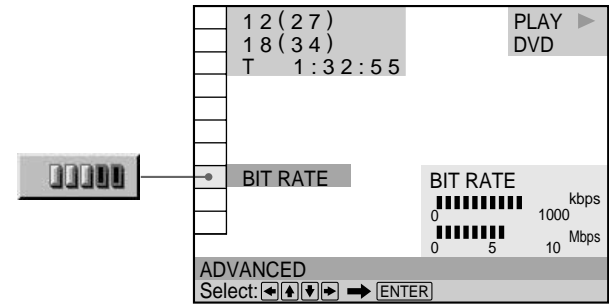 12(27)
18(34)
T 1:32:55
PLAY
DVD
BIT RATE
BIT RATE
kbps
0 1000
Mbps
0 5 10
ADVANCED
Select: ENTER